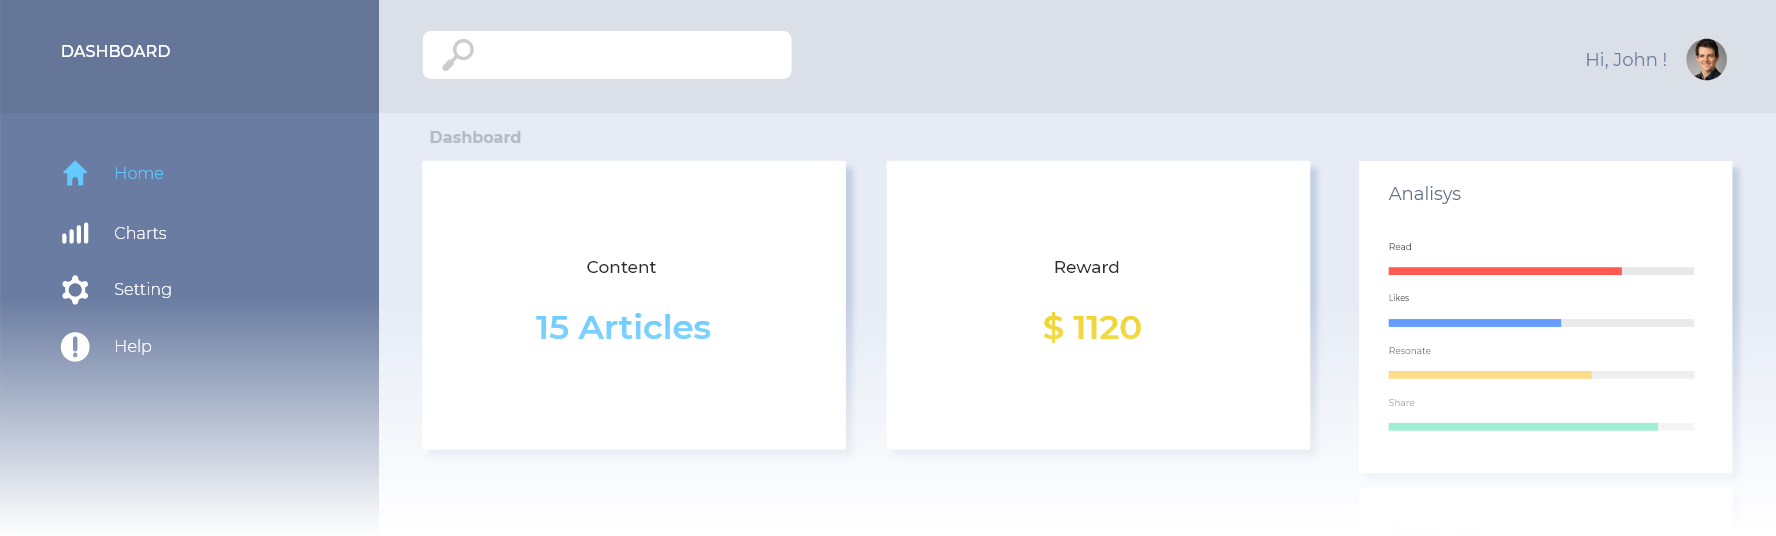 DASHBOARD
Hi, John !
Home
Charts
Setting
Help
Dashboard
Content
15 Articles
Reward
$ 1120
Analisys
Read
Likes
Resonate
Share